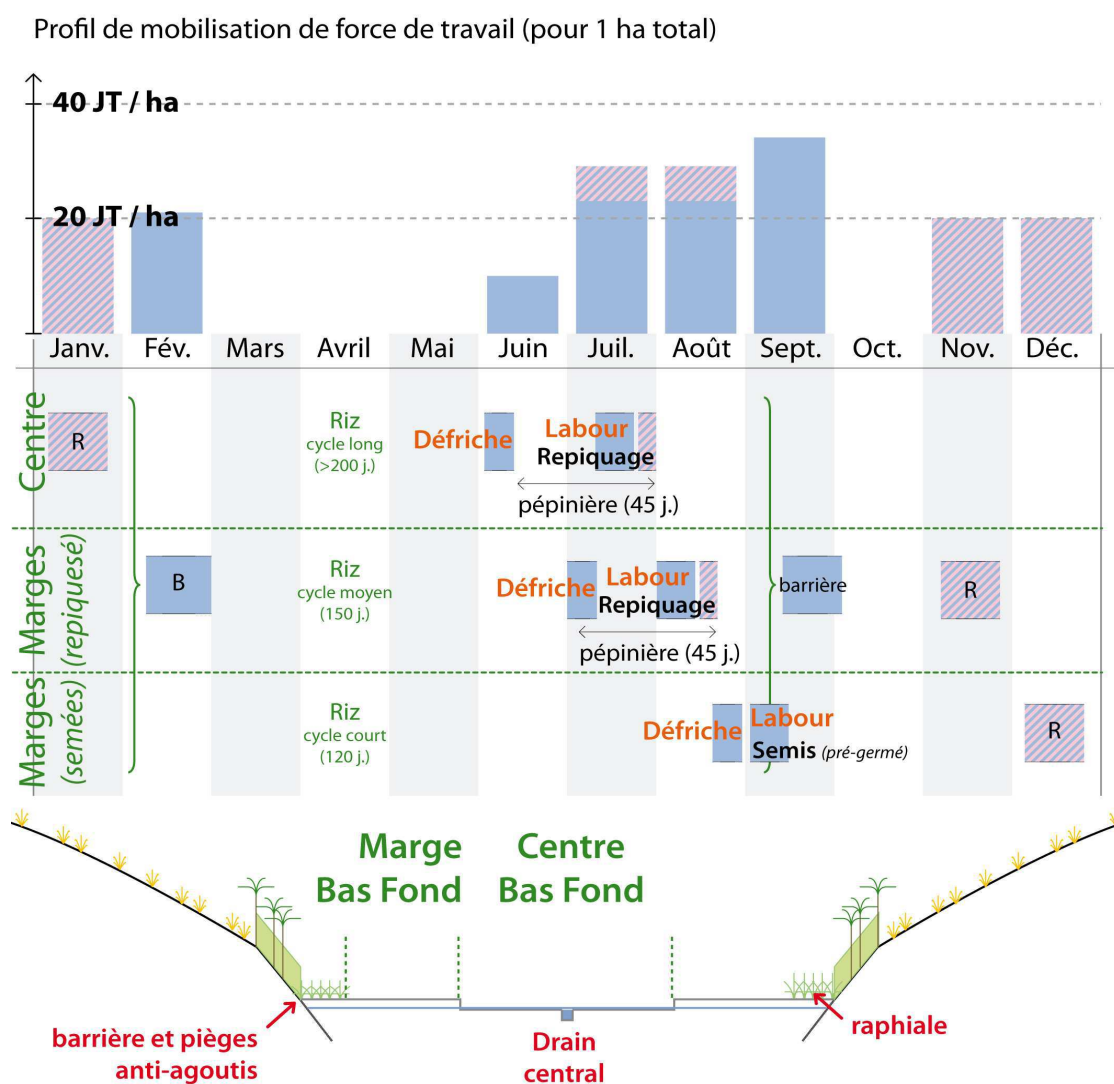 Profil de mobilisation de force de travail (pour 1 ha total)
40 JT / ha
20 JT / ha
Janv. Fév. Mars Avril Mai Juin Juil. Août Sept. Oct. Nov. Déc.
Centre
R
Riz
cycle long
(>200 j.)
Défriche
Labour
Repiquage
pépinière (45 j.)
Marges
(repiquesé)
B
Riz
cycle moyen
(150 j.)
Défriche
Labour
Repiquage
pépinière (45 j.)
barrière
R
Marges
(semées)
Riz
cycle court
(120 j.)
Défriche
Labour
Semis (pré-germé)
R
Marge
Bas Fond
Centre
Bas Fond
barrière et pièges
anti-agoutis
Drain
central
raphiale